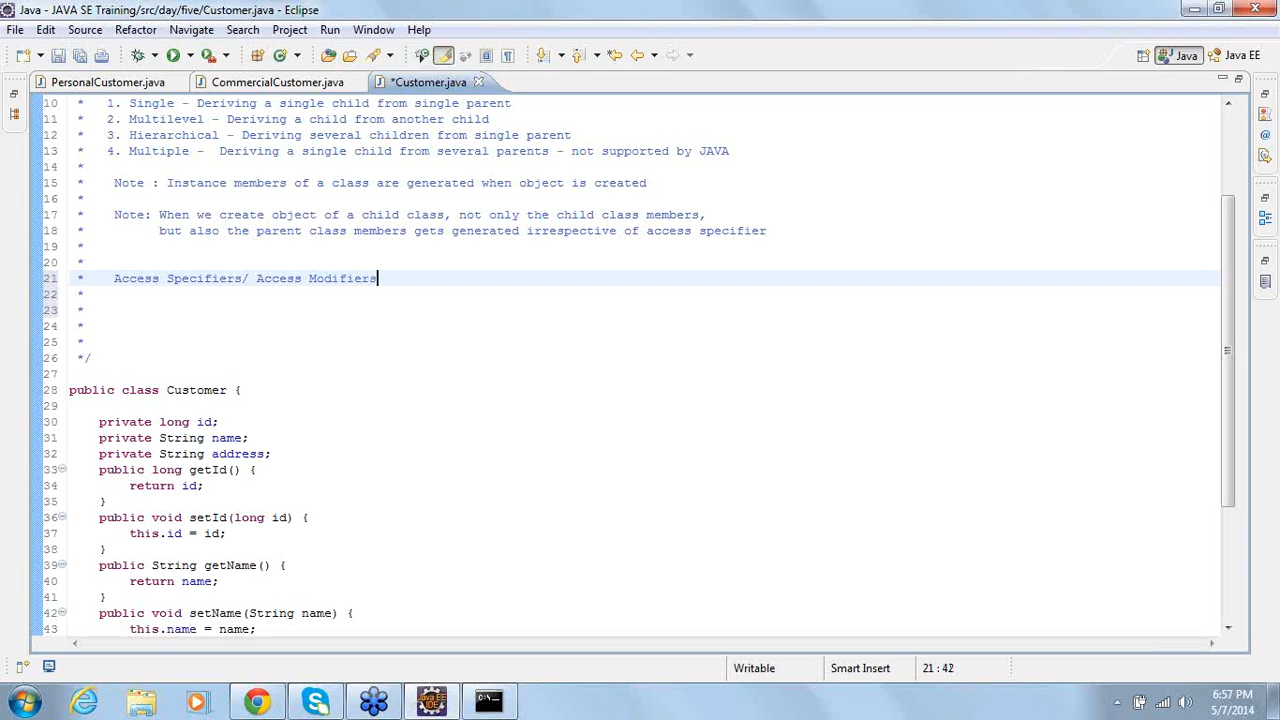 Java - JAVA SE Training/src/day/five/Customer.java - Eclipse
File Edit Source Refactor Navigate Search Project Run Window Help
Java Java EE
PersonalCustomer.java CommercialCustomer.java *Customer.java
10 * 1. Single - Deriving a single child from single parent
11 * 2. Multilevel - Deriving a child from another child
12 * 3. Hierarchical - Deriving several children from single parent
13 * 4. Multiple - Deriving a single child from several parents - not supported by JAVA
14 *
15 * Note : Instance members of a class are generated when object is created
16 *
17 * Note: When we create object of a child class, not only the child class members,
18 * but also the parent class members gets generated irrespective of access specifier
19 *
20 *
21 * Access Specifiers/ Access Modifiers
22 *
23 *
24 *
25 *
26 */
27
28 public class Customer {
29
30 private long id;
31 private String name;
32 private String address;
33 public long getId() {
34 return id;
35 }
36 public void setId(long id) {
37 this.id = id;
38 }
39 public String getName() {
40 return name;
41 }
42 public void setName(String name) {
43 this.name = name;
Writable Smart Insert 21 : 42
Java EE IDE
6:57 PM
5/7/2014